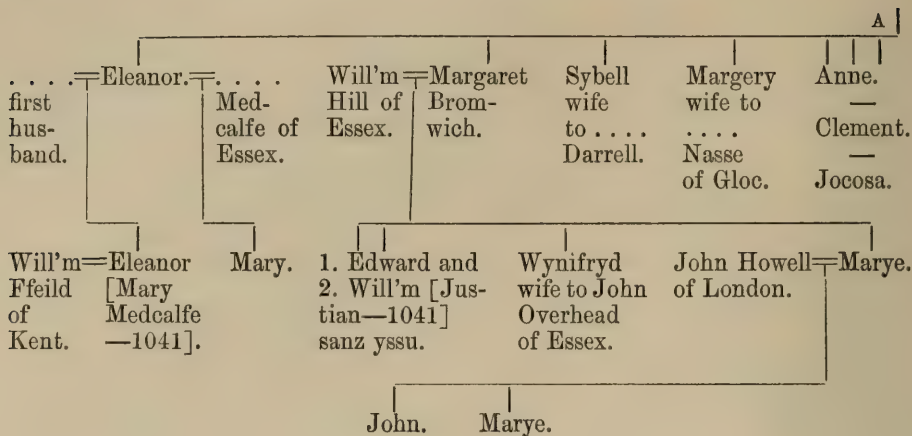 A
. . . . ╤Eleanor.╤. . . .
first
hus-
band.
Med-
calfe of
Essex.
Will'm╤Margaret
Hill of
Essex.
Brom-
wich.
Sybell
wife
to . . . .
Darrell.
Margery
wife to
. . . .
Nasse
of Gloc.
Anne.
—
Clement.
—
Jocosa.
Will'm=Eleanor
Ffeild
of
Kent.
[Mary
Medcalfe
—1041].
Mary.
1. Edward and
2. Will'm [Jus-
tian—1041]
sanz yssu.
Wynifryd
wife to John
Overhead
of Essex.
John Howell╤Marye.
of London.
John.
Marye.